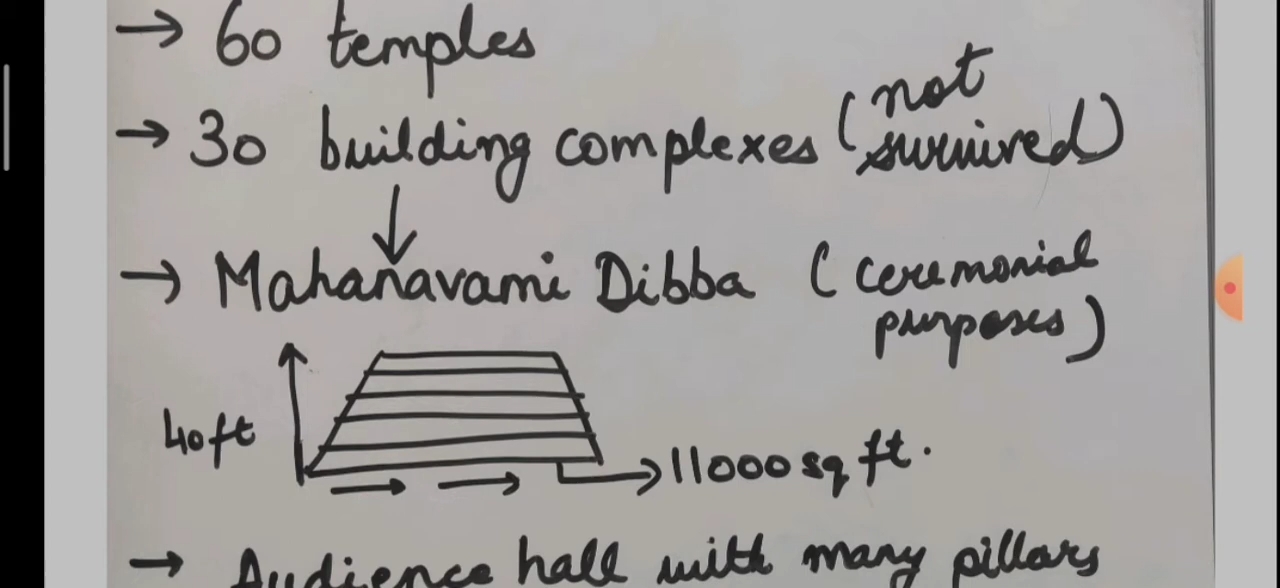 → 60 temples
→ 30 building complexes (not survived)
→ Mahanavami Dibba (ceremonial purposes)
40ft
→ 11000 sq ft.
→ Audience hall with many pillars